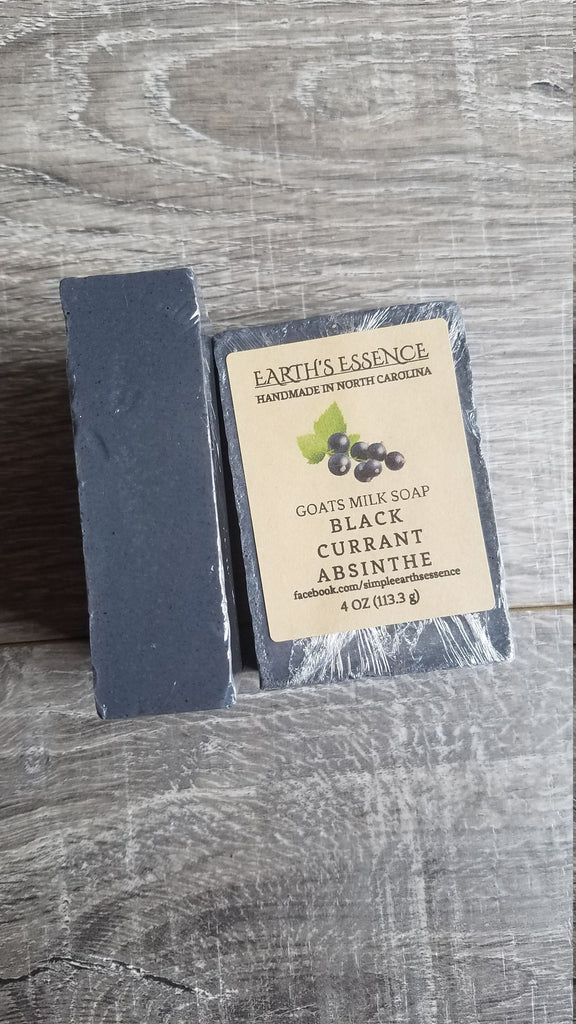 EARTH'S ESSENCE
HANDMADE IN NORTH CAROLINA
GOATS MILK SOAP
BLACK
CURRANT
ABSINTHE
facebook.com/simpleearthsessence
4 OZ (113.3 g)